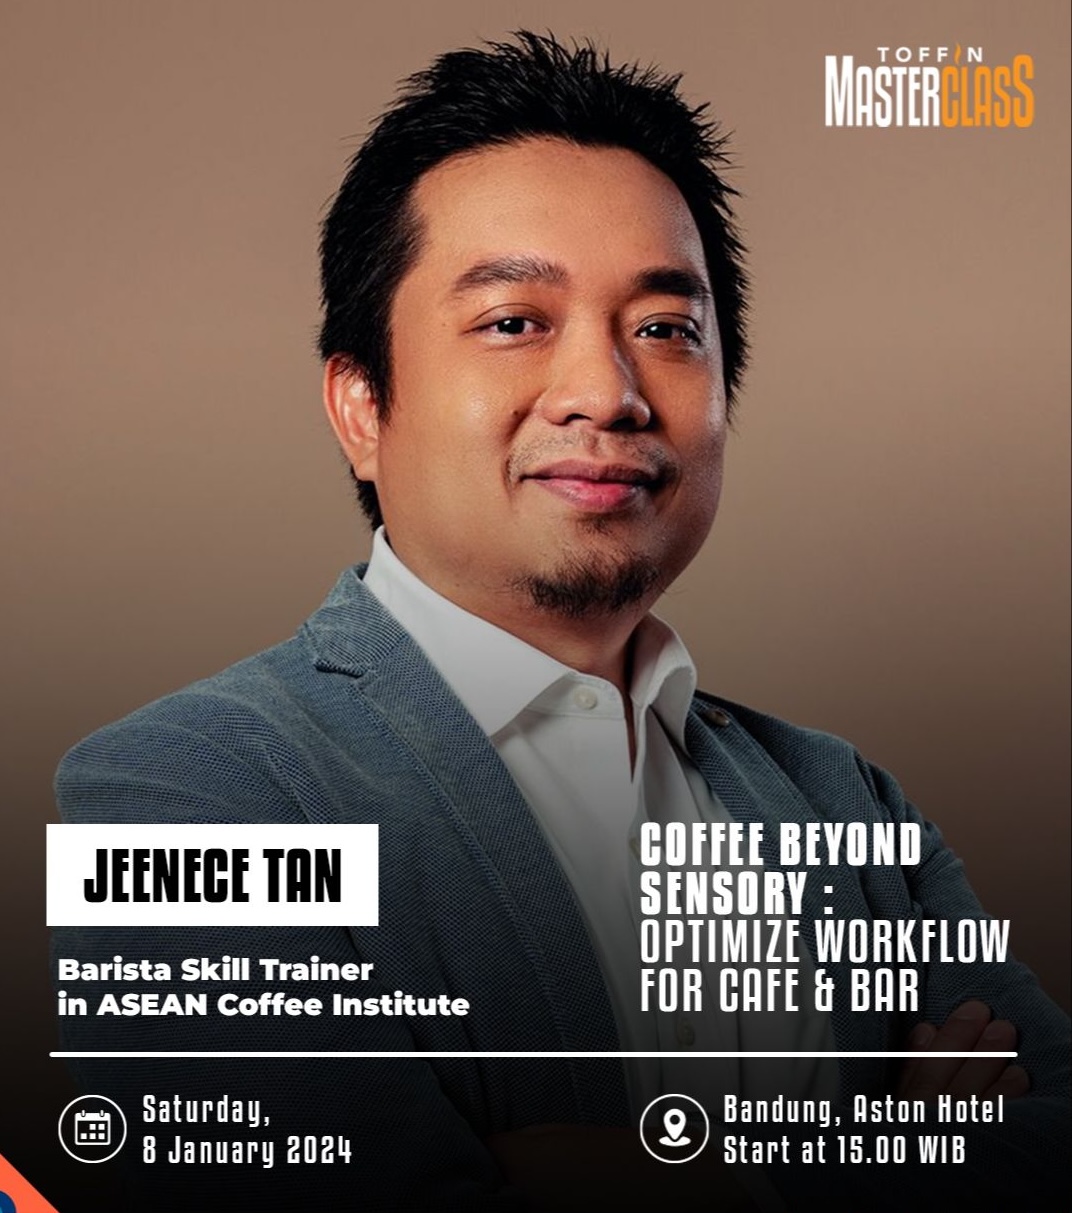 TOFFIN
MASTERCLASS
JEENECE TAN
Barista Skill Trainer
in ASEAN Coffee Institute
COFFEE BEYOND
SENSORY :
OPTIMIZE WORKFLOW
FOR CAFE & BAR
Saturday,
8 January 2024
Bandung, Aston Hotel
Start at 15.00 WIB